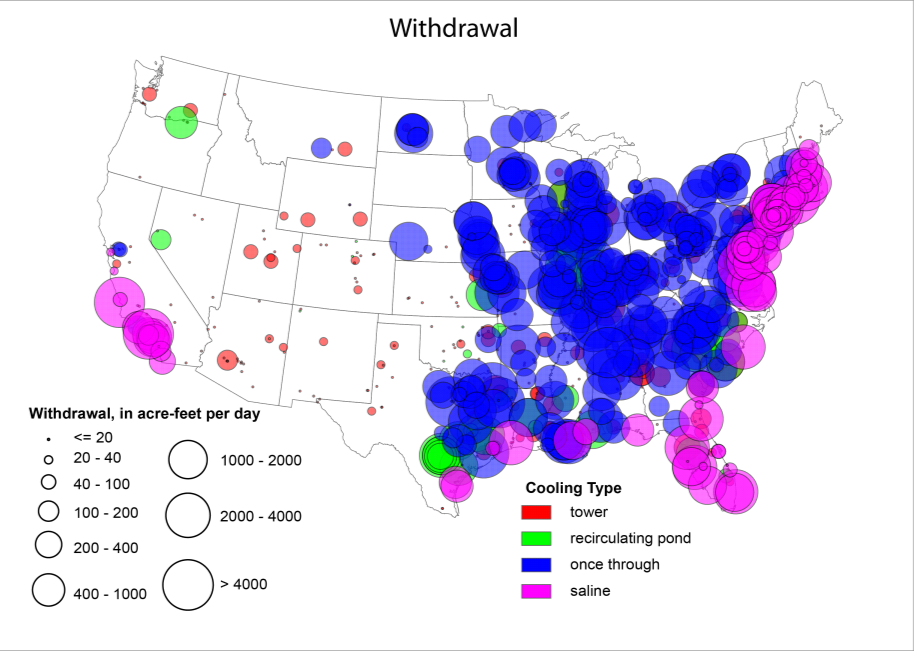 Withdrawal
Withdrawal, in acre-feet per day
<= 20
20 - 40
40 - 100
100 - 200
200 - 400
400 - 1000
1000 - 2000
2000 - 4000
> 4000
Cooling Type
tower
recirculating pond
once through
saline